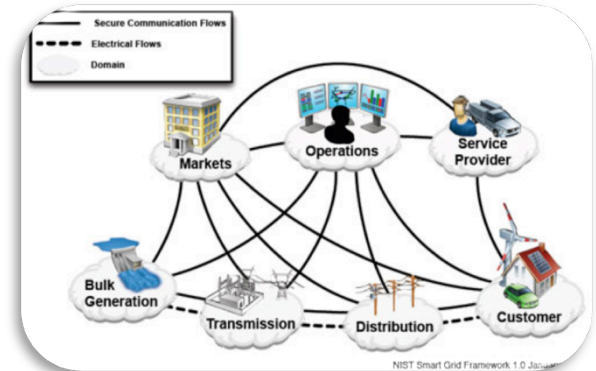 Secure Communication Flows
Electrical Flows
Domain
Markets
Operations
Service
Provider
Bulk
Generation
Transmission
Distribution
Customer
NIST Smart Grid Framework 1.0